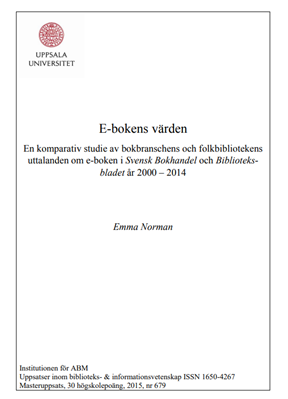 UPPSALA
UNIVERSITET
E-bokens värden
En komparativ studie av bokbranschens och folkbibliotekens
uttalanden om e-boken i Svensk Bokhandel och Biblioteks-
bladet år 2000 – 2014
Emma Norman
Institutionen för ABM
Uppsatser inom biblioteks- & informationsvetenskap ISSN 1650-4267
Masteruppsats, 30 högskolepoäng, 2015, nr 679